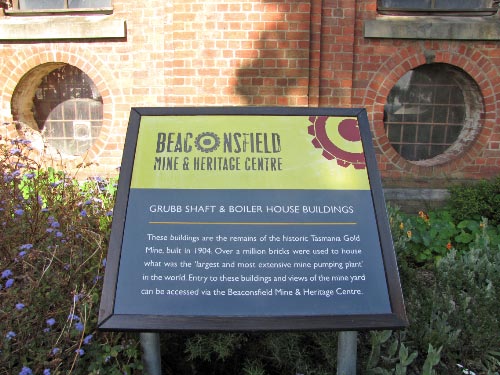 BEACONSFIELD
MINE & HERITAGE CENTRE
GRUBB SHAFT & BOILER HOUSE BUILDINGS
These buildings are the remains of the historic Tasmania Gold
Mine, built in 1904. Over a million bricks were used to house
what was the 'largest and most extensive mine pumping plant'
in the world. Entry to these buildings and views of the mine yard
can be accessed via the Beaconsfield Mine & Heritage Centre.